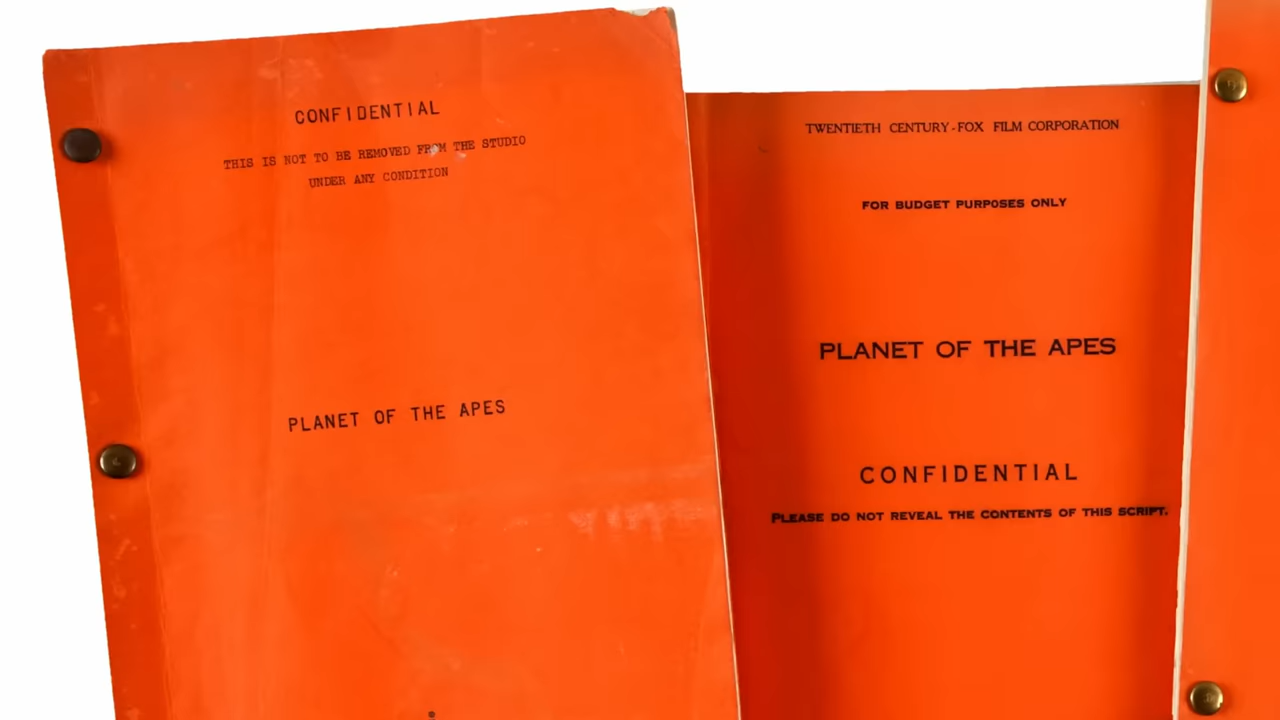 CONFIDENTIAL
THIS IS NOT TO BE REMOVED FROM THE STUDIO
UNDER ANY CONDITION
PLANET OF THE APES
TWENTIETH CENTURY-FOX FILM CORPORATION
FOR BUDGET PURPOSES ONLY
PLANET OF THE APES
CONFIDENTIAL
PLEASE DO NOT REVEAL THE CONTENTS OF THIS SCRIPT.